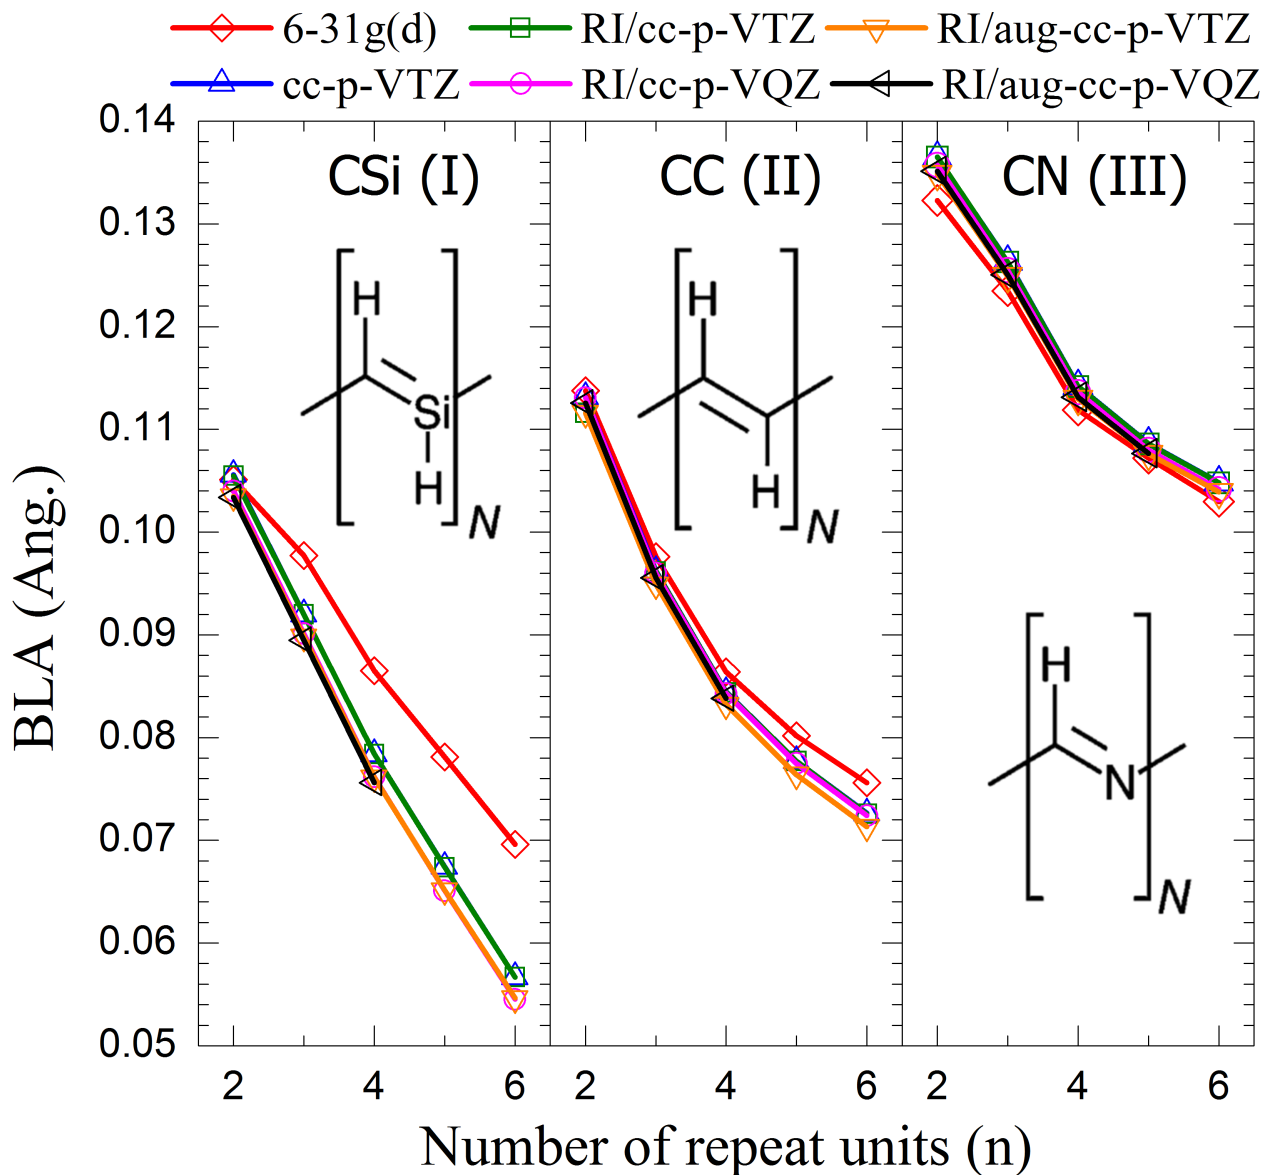 6-31g(d) RI/cc-p-VTZ RI/aug-cc-p-VTZ
cc-p-VTZ RI/cc-p-VQZ RI/aug-cc-p-VQZ
0.14
0.13
0.12
0.11
0.10
0.09
0.08
0.07
0.06
0.05
BLA (Ang.)
CSi (I)
H
Si
H
N
CC (II)
H
H
N
CN (III)
H
N
N
2 4 6 2 4 6 2 4 6
Number of repeat units (n)